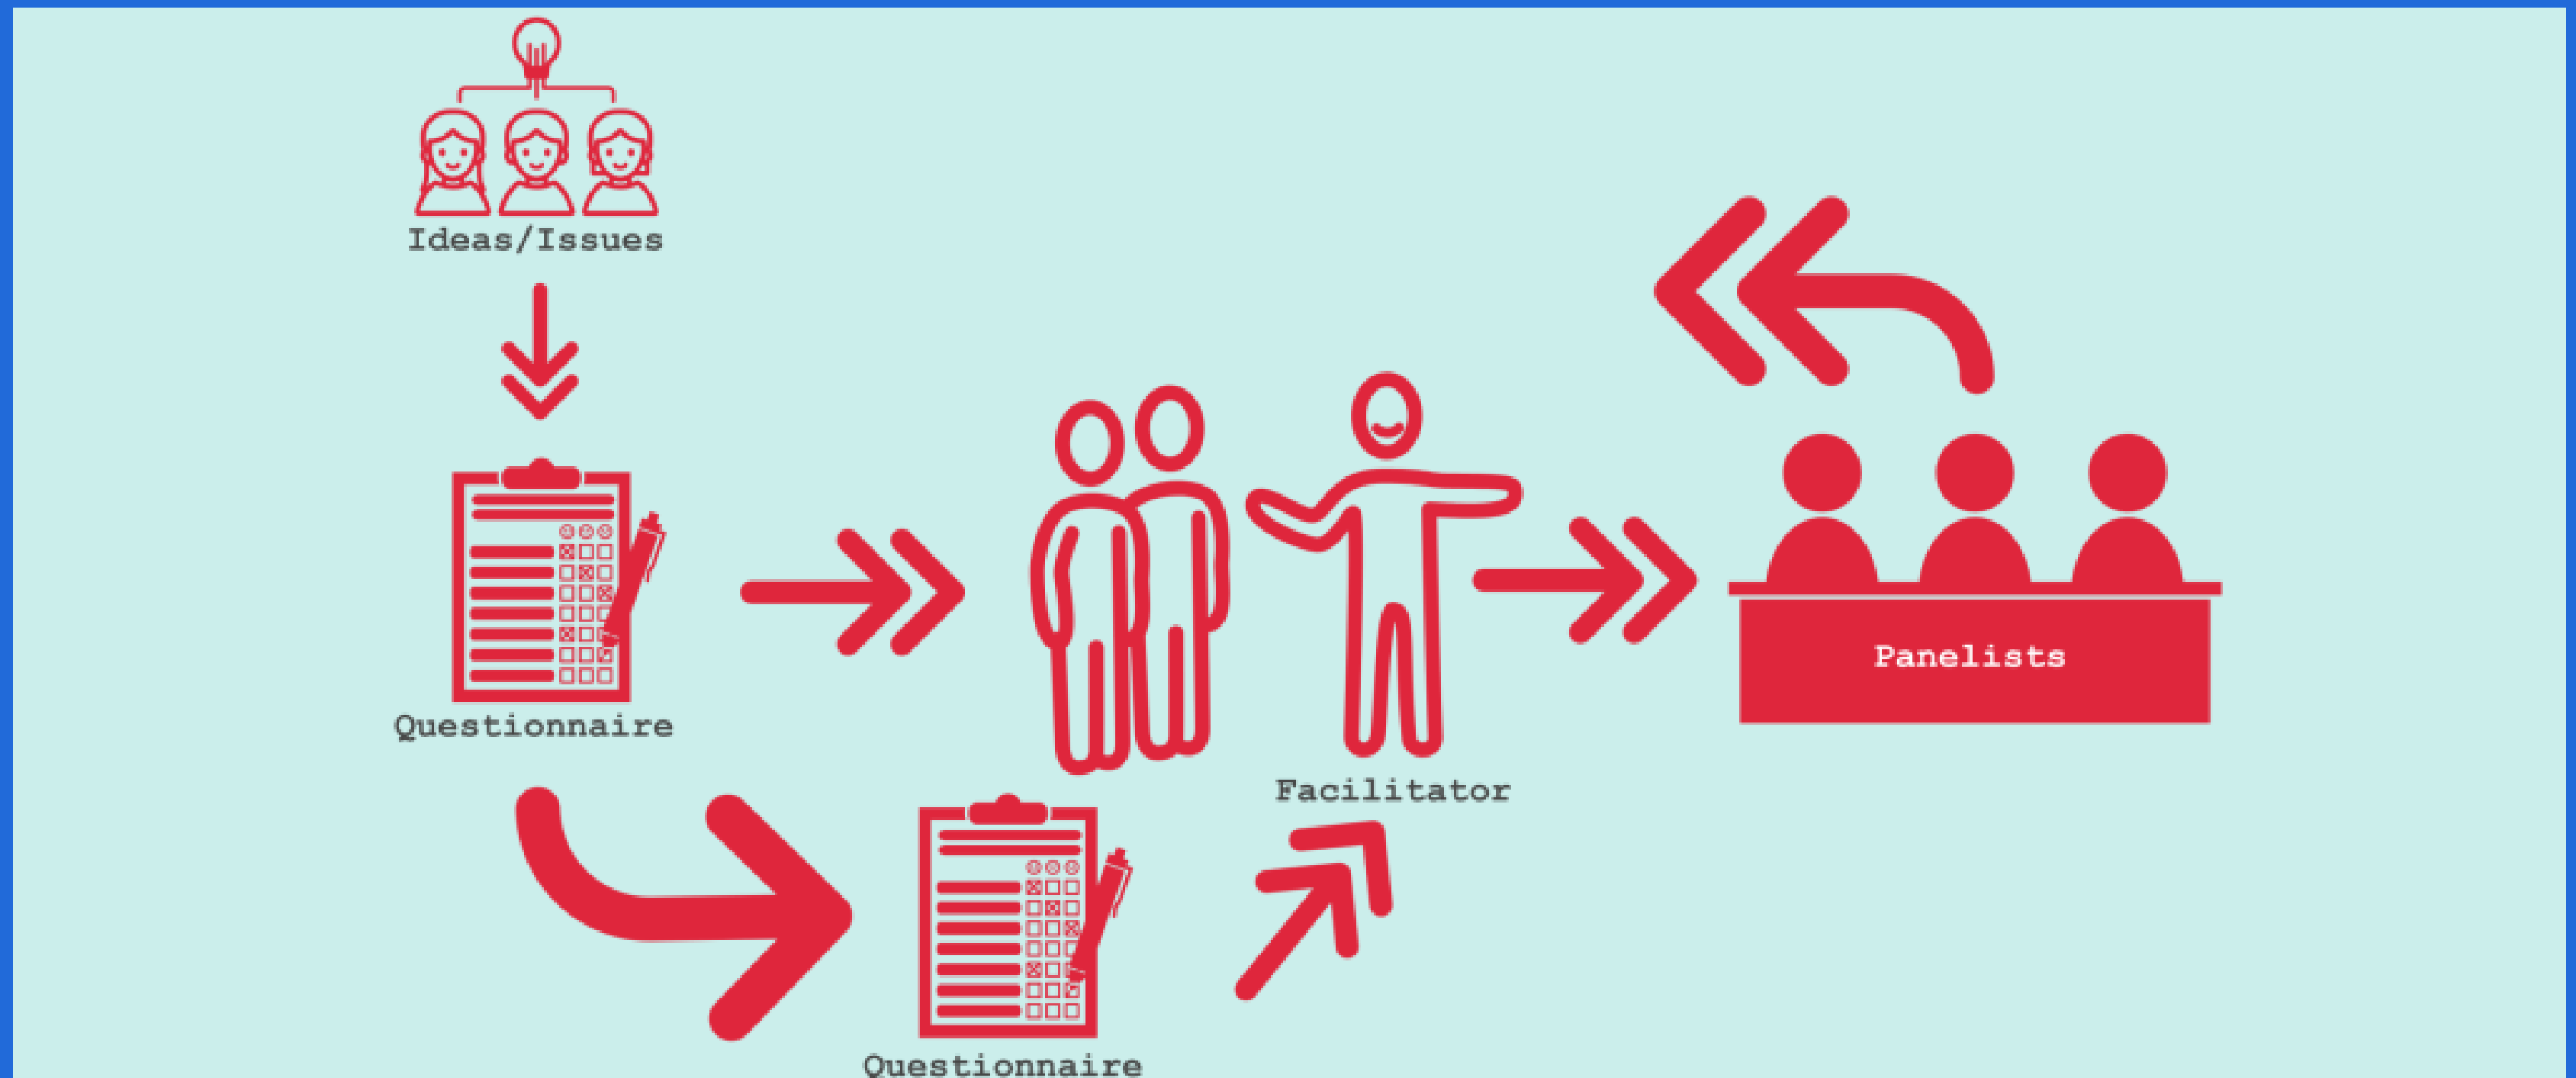 Ideas/Issues
Questionnaire
Panelists
Facilitator
Questionnaire